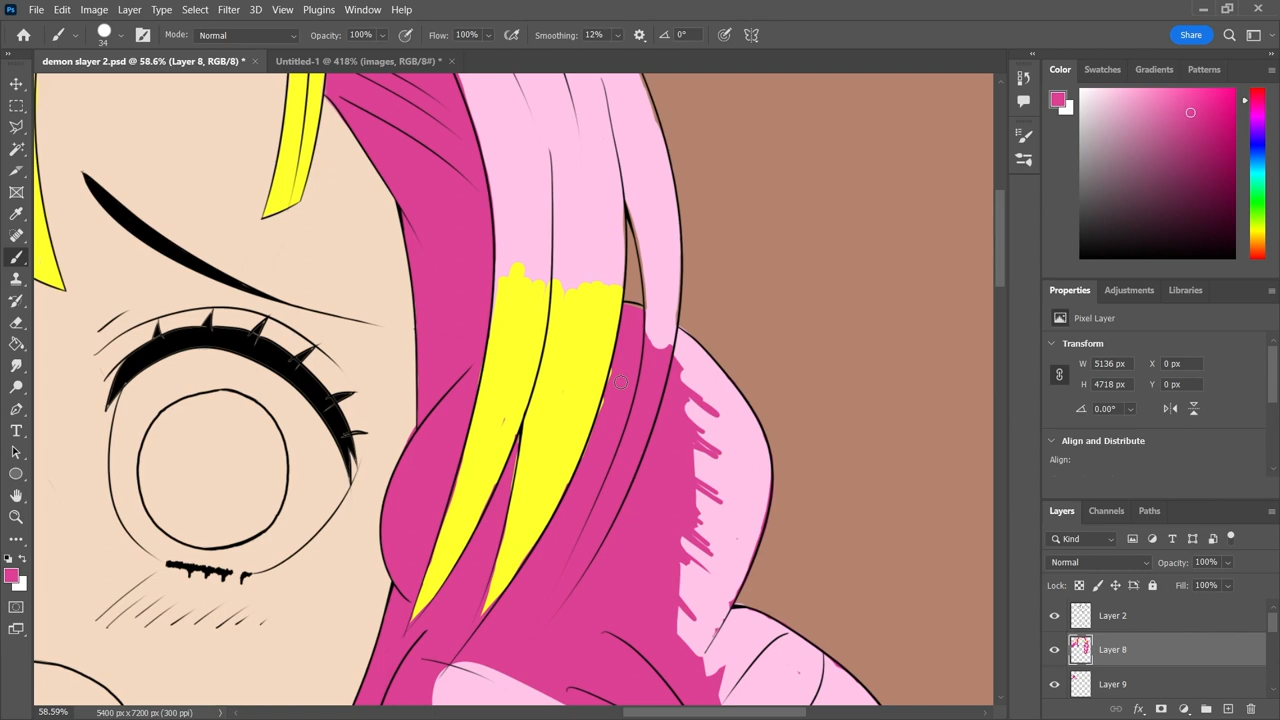 Ps File Edit Image Layer Type Select Filter 3D View Plugins Window Help
34 Mode: Normal Opacity: 100% Flow: 100% Smoothing: 12% 0° Share
demon slayer 2.psd @ 58.6% (Layer 8, RGB/8) * Untitled-1 @ 418% (images, RGB/8#) *
Color Swatches Gradients Patterns
Properties Adjustments Libraries
Pixel Layer
Transform
W 5136 px X 0 px
H 4718 px Y 0 px
0.00°
Align and Distribute
Align:
Layers Channels Paths
Kind
Normal Opacity: 100%
Lock: Fill: 100%
Layer 2
Layer 8
Layer 9
58.59% 5400 px x 7200 px (300 ppi)